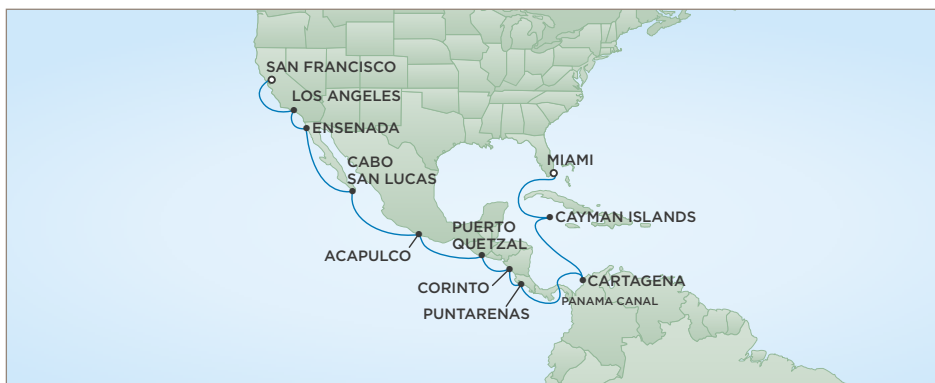 SAN FRANCISCO
LOS ANGELES
ENSENADA
CABO
SAN LUCAS
MIAMI
CAYMAN ISLANDS
PUERTO
QUETZAL
ACAPULCO
CARTAGENA
CORINTO
PANAMA CANAL
PUNTARENAS